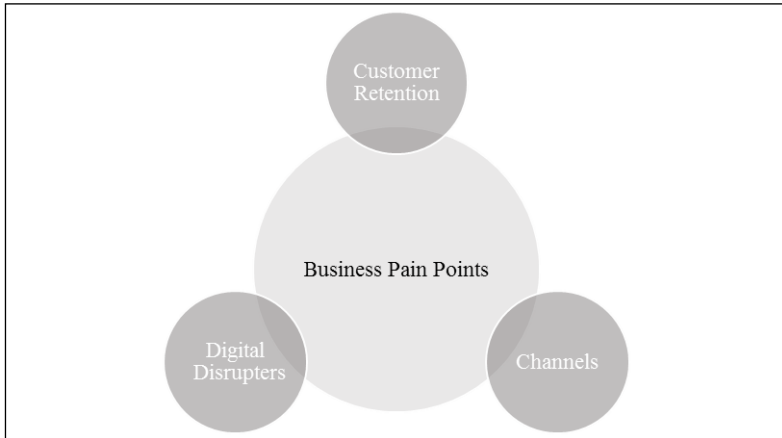 Customer
Retention
Business Pain Points
Digital
Disrupters
Channels